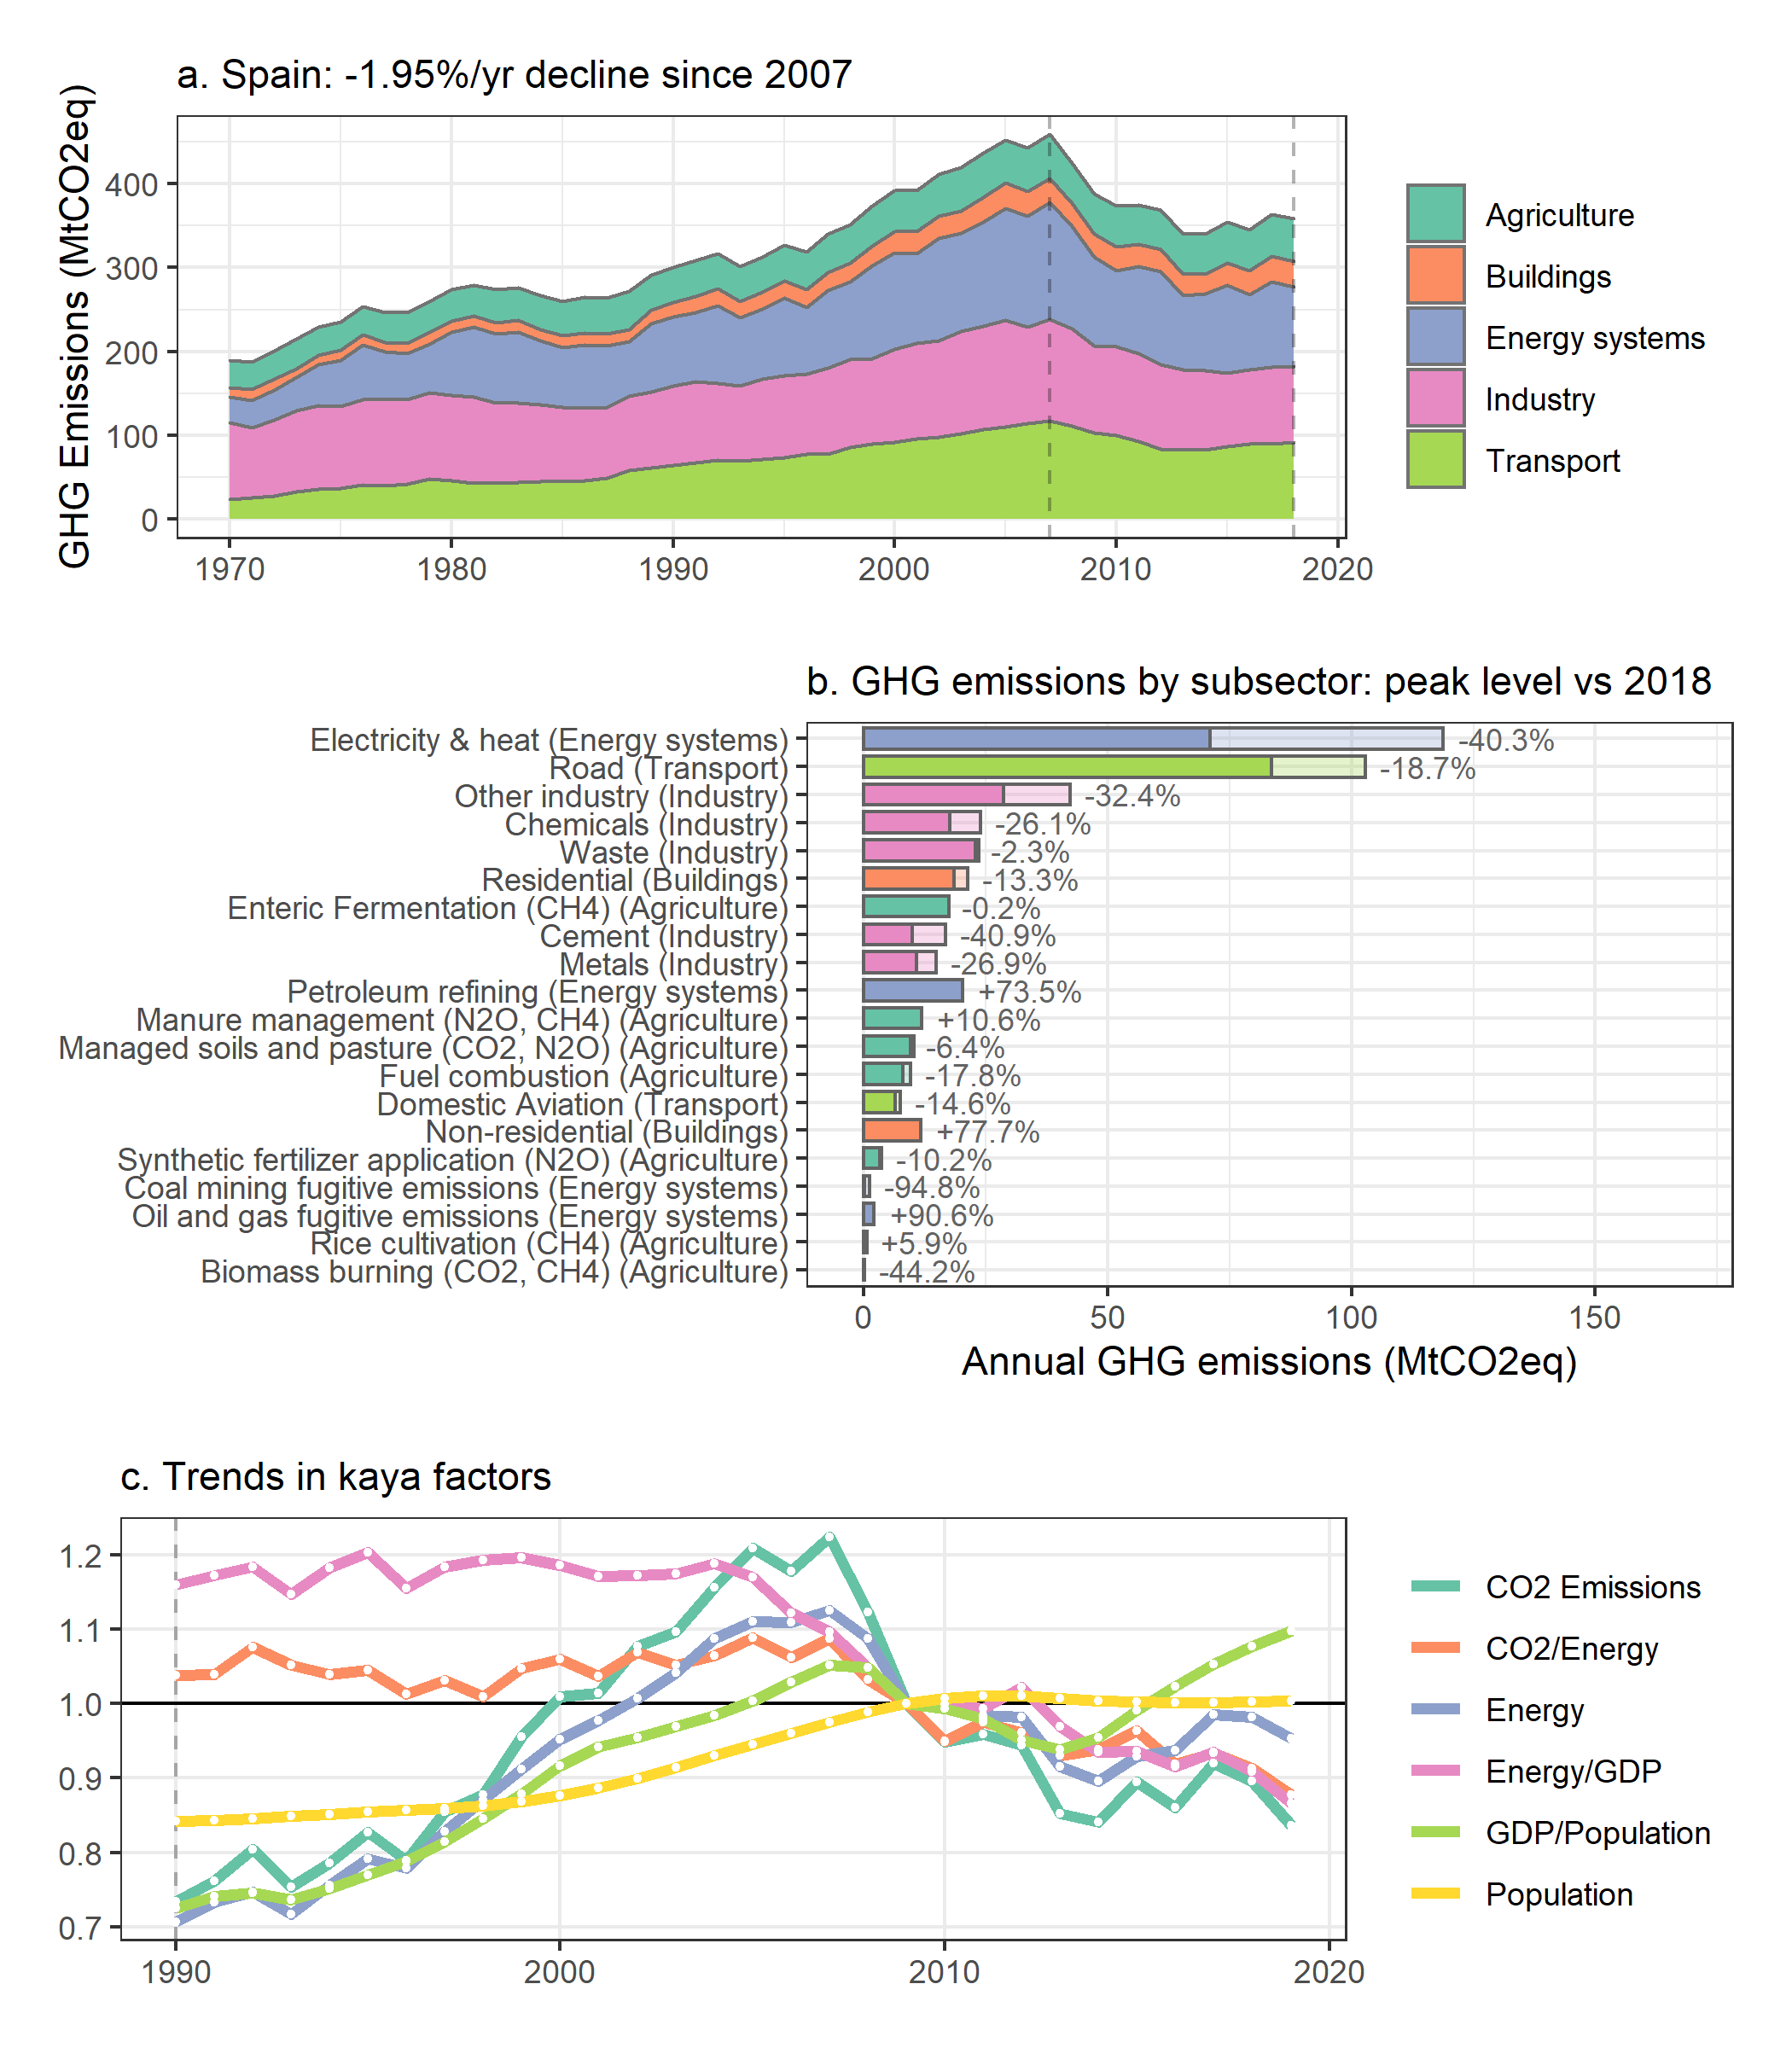 a. Spain: -1.95%/yr decline since 2007
GHG Emissions (MtCO2eq)
400
300
200
100
0
1970 1980 1990 2000 2010 2020
Agriculture
Buildings
Energy systems
Industry
Transport
b. GHG emissions by subsector: peak level vs 2018
Electricity & heat (Energy systems) -40.3%
Road (Transport) -18.7%
Other industry (Industry) -32.4%
Chemicals (Industry) -26.1%
Waste (Industry) -2.3%
Residential (Buildings) -13.3%
Enteric Fermentation (CH4) (Agriculture) -0.2%
Cement (Industry) -40.9%
Metals (Industry) -26.9%
Petroleum refining (Energy systems) +73.5%
Manure management (N2O, CH4) (Agriculture) +10.6%
Managed soils and pasture (CO2, N2O) (Agriculture) -6.4%
Fuel combustion (Agriculture) -17.8%
Domestic Aviation (Transport) -14.6%
Non-residential (Buildings) +77.7%
Synthetic fertilizer application (N2O) (Agriculture) -10.2%
Coal mining fugitive emissions (Energy systems) -94.8%
Oil and gas fugitive emissions (Energy systems) +90.6%
Rice cultivation (CH4) (Agriculture) +5.9%
Biomass burning (CO2, CH4) (Agriculture) -44.2%
0 50 100 150
Annual GHG emissions (MtCO2eq)
c. Trends in kaya factors
1.2
1.1
1.0
0.9
0.8
0.7
1990 2000 2010 2020
CO2 Emissions
CO2/Energy
Energy
Energy/GDP
GDP/Population
Population